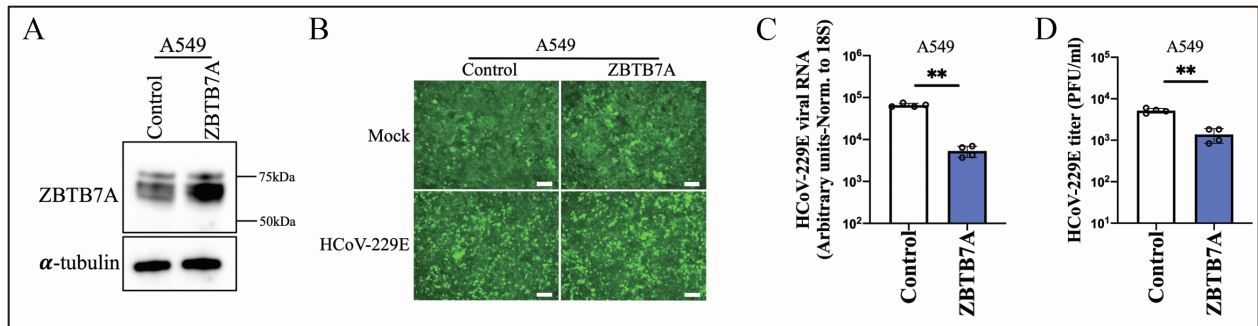 A
A549
Control
ZBTB7A
ZBTB7A
75kDa
50kDa
α-tubulin
B
A549
Control
ZBTB7A
Mock
HCoV-229E
C
A549
HCoV-229E viral RNA
(Arbitrary units-Norm. to 18S)
10⁶
10⁵
10⁴
10³
10²
**
Control
ZBTB7A
D
A549
HCoV-229E titer (PFU/ml)
10⁵
10⁴
10³
10²
10¹
**
Control
ZBTB7A